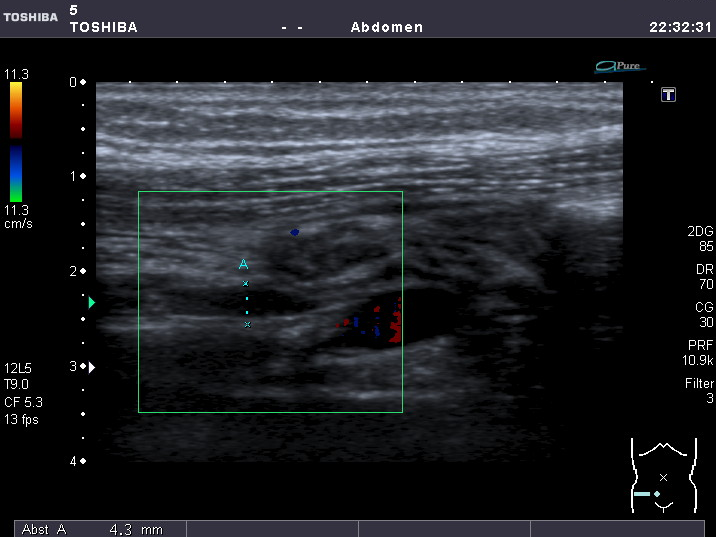 TOSHIBA
5
TOSHIBA - - Abdomen 22:32:31
aPure
11.3
11.3
cm/s
0
1
2
3
4
A
T
2DG
85
DR
70
CG
30
PRF
10.9k
Filter
3
12L5
T9.0
CF 5.3
13 fps
Abst A 4.3 mm